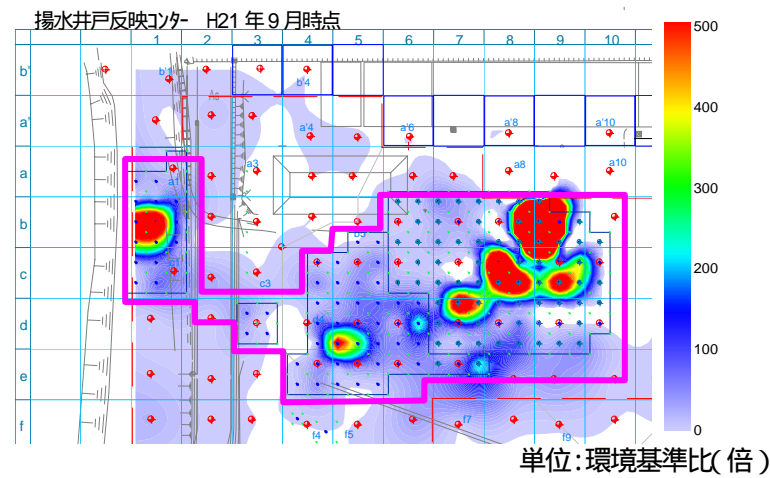 揚水井戸反映コンター H21年9月時点
1 2 3 4 5 6 7 8 9 10
b' b'4
a' a'4 a'6 a'8 a'10
a a1 a3 a8 a10
b b5
c c1 c3
d
e
f f4 f5 f7 f9
500
400
300
200
100
0
単位:環境基準比(倍)